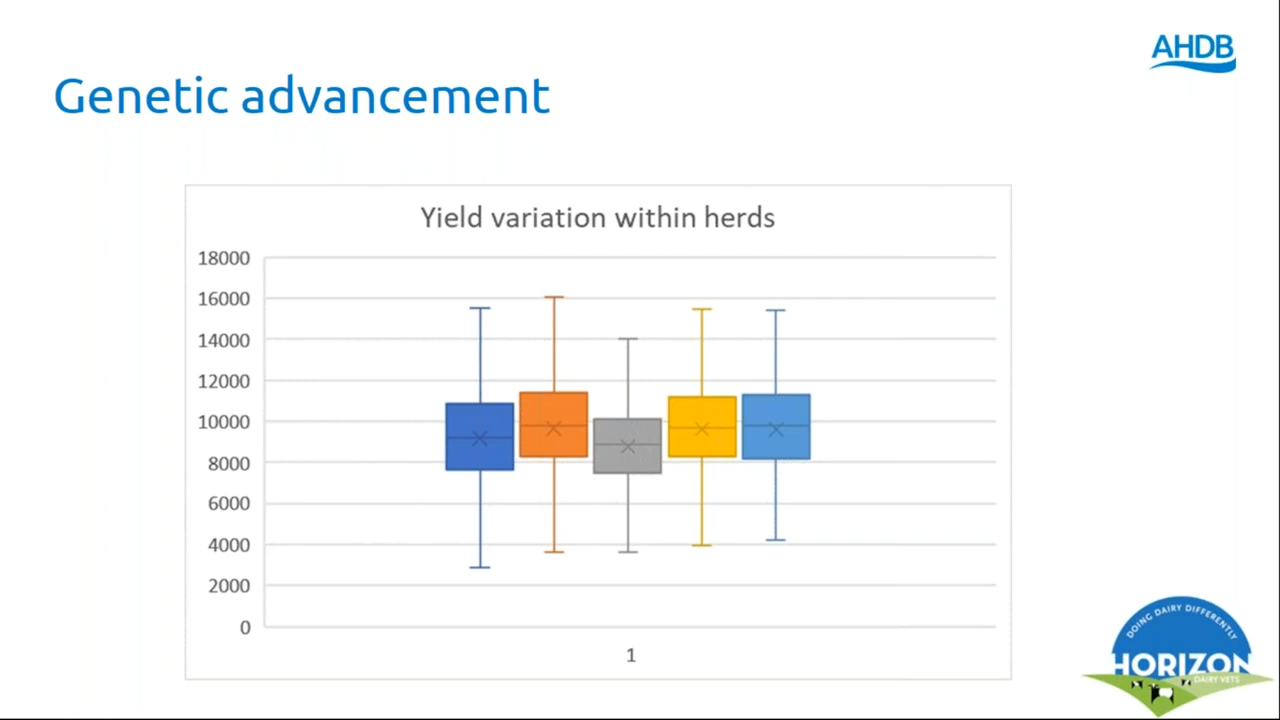 AHDB
Genetic advancement
Yield variation within herds
18000
16000
14000
12000
10000
8000
6000
4000
2000
0
1
DOING DAIRY DIFFERENTLY
HORIZON
DAIRY VETS